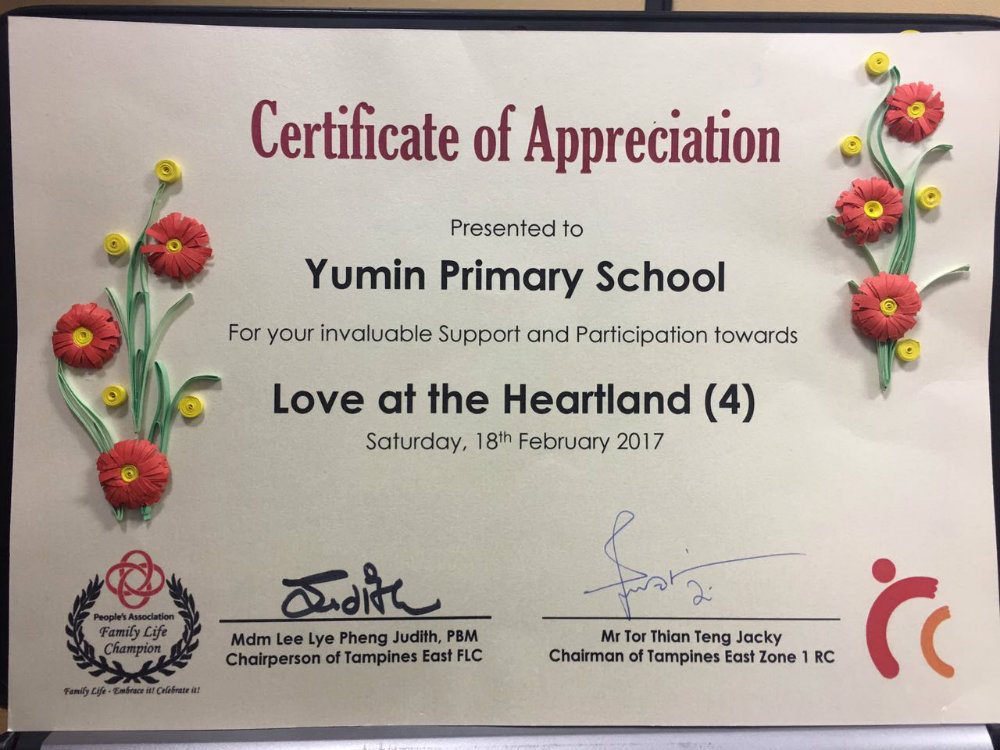 Certificate of Appreciation
Presented to
Yumin Primary School
For your invaluable Support and Participation towards
Love at the Heartland (4)
Saturday, 18th February 2017
Judith
Mdm Lee Lye Pheng Judith, PBM
Chairperson of Tampines East FLC
Mr Tor Thian Teng Jacky
Chairman of Tampines East Zone 1 RC
People's Association
Family Life
Champion
Family Life - Embrace it! Celebrate it!